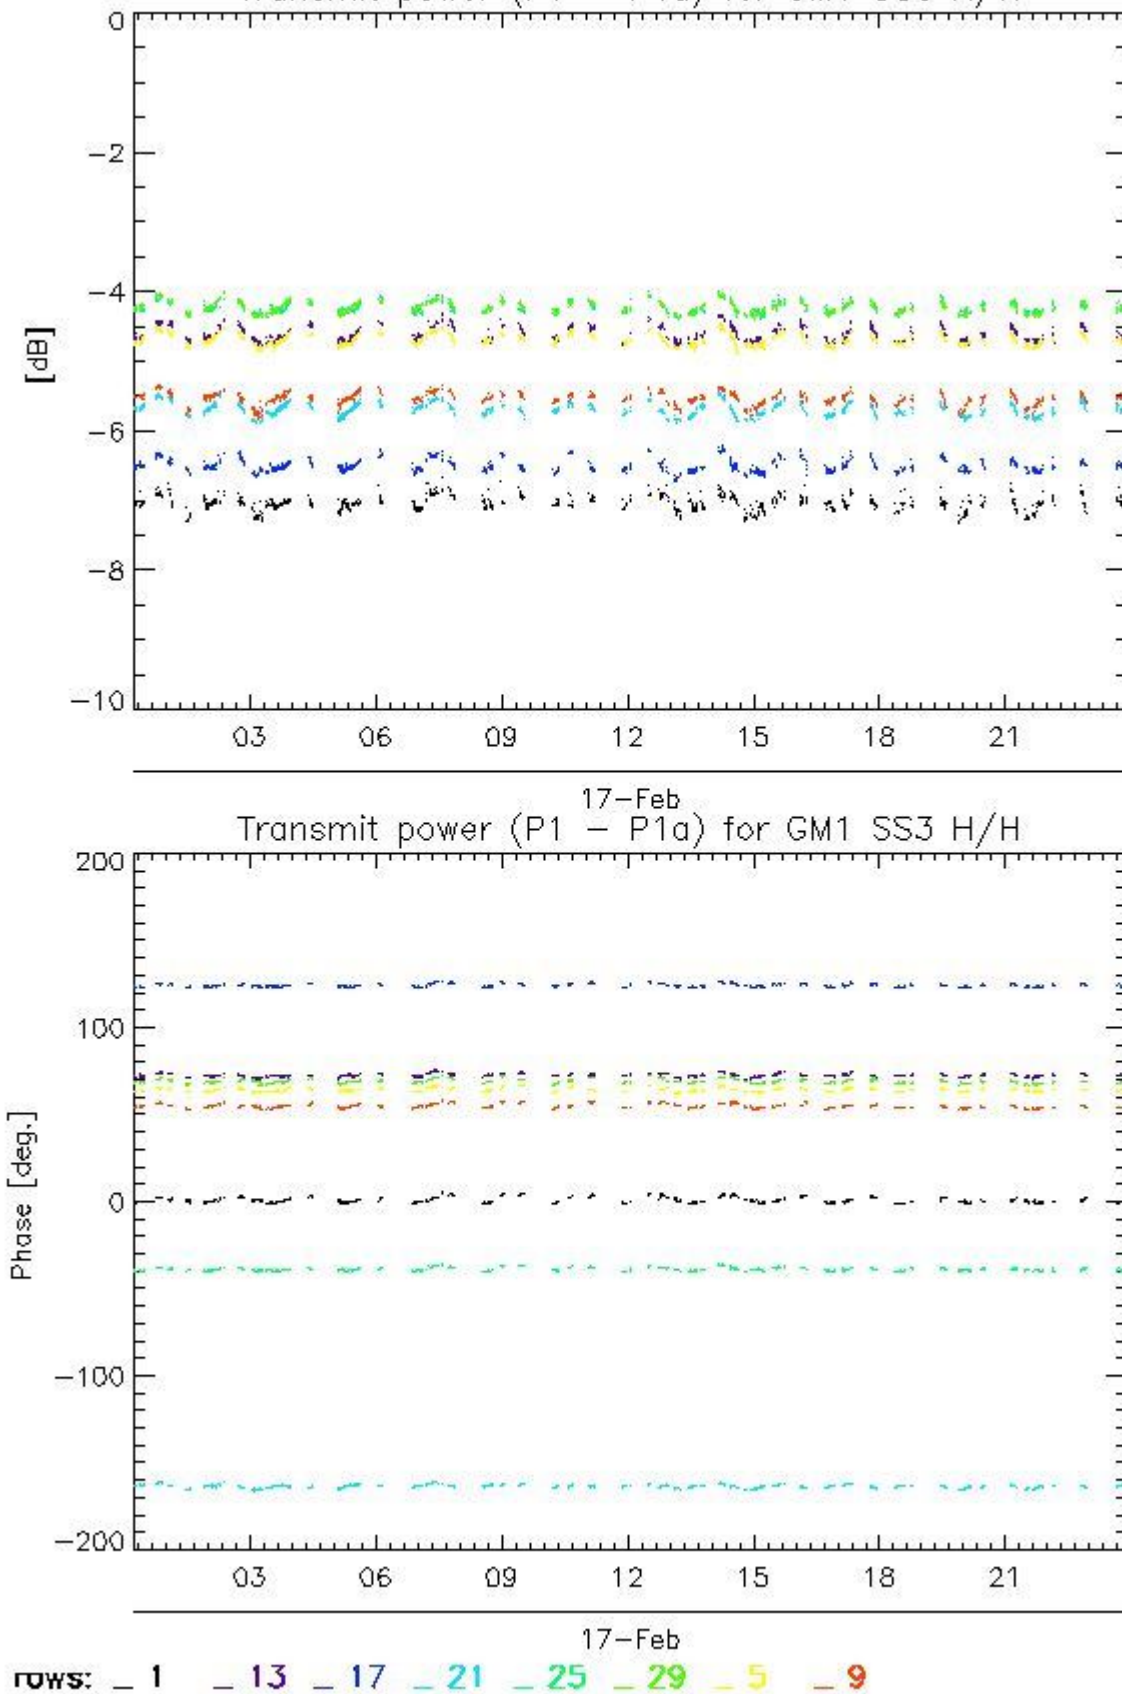 0
-2
-4
[dB]
-6
-8
-10
03 06 09 12 15 18 21
17-Feb
Transmit power (P1 - P1a) for GM1 SS3 H/H
200
100
Phase [deg.]
0
-100
-200
03 06 09 12 15 18 21
17-Feb
rows: _ 1 _ 13 _ 17 _ 21 _ 25 _ 29 _ 5 _ 9